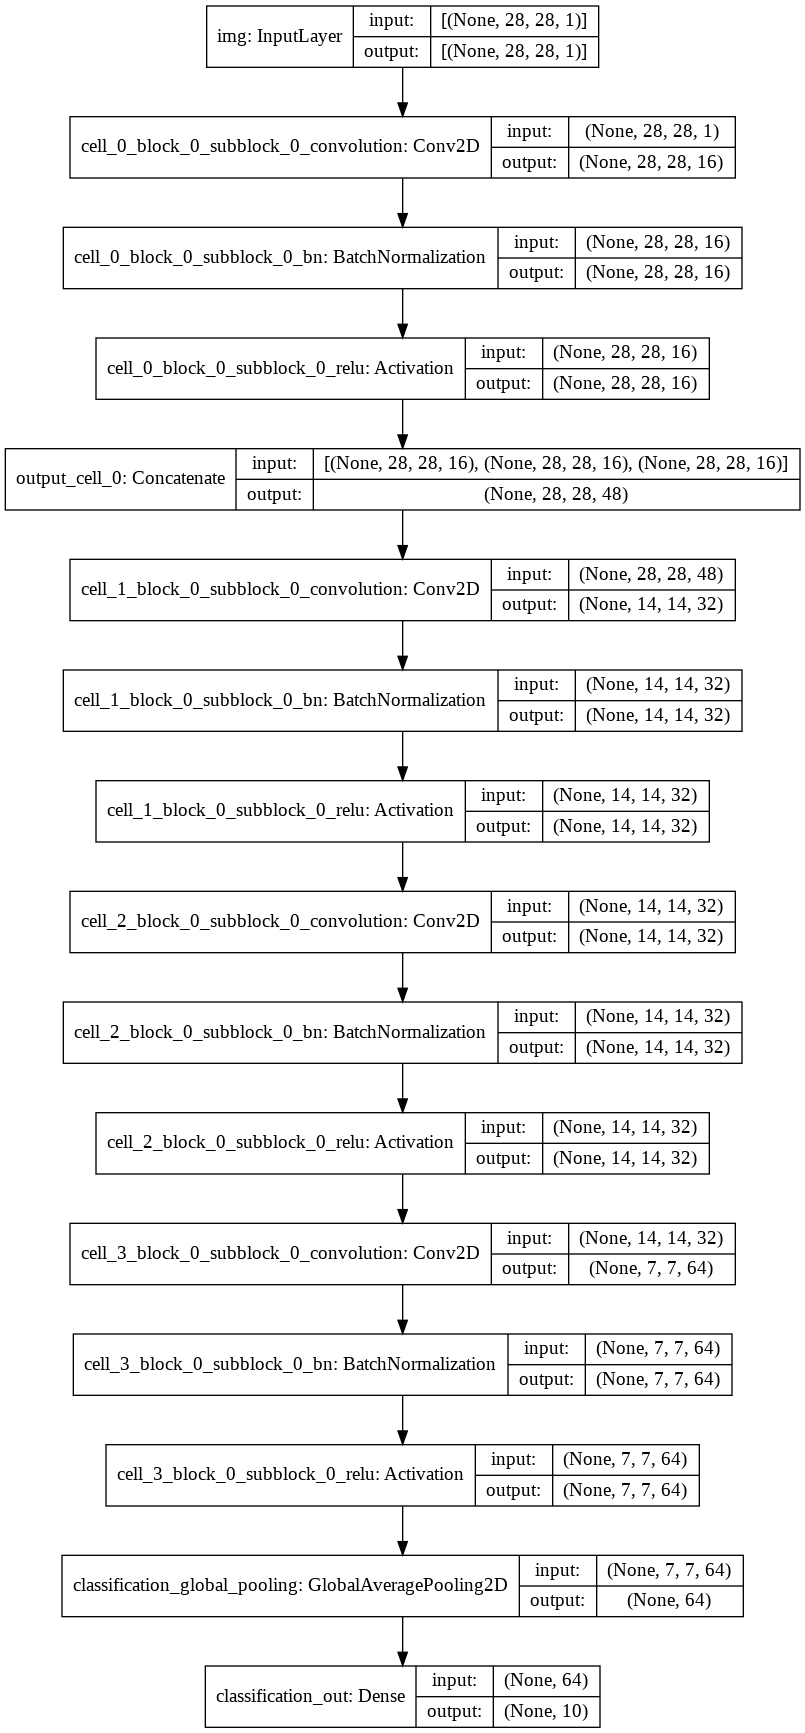 img: InputLayer
input: [(None, 28, 28, 1)]
output: [(None, 28, 28, 1)]
cell_0_block_0_subblock_0_convolution: Conv2D
input: (None, 28, 28, 1)
output: (None, 28, 28, 16)
cell_0_block_0_subblock_0_bn: BatchNormalization
input: (None, 28, 28, 16)
output: (None, 28, 28, 16)
cell_0_block_0_subblock_0_relu: Activation
input: (None, 28, 28, 16)
output: (None, 28, 28, 16)
output_cell_0: Concatenate
input: [(None, 28, 28, 16), (None, 28, 28, 16), (None, 28, 28, 16)]
output: (None, 28, 28, 48)
cell_1_block_0_subblock_0_convolution: Conv2D
input: (None, 28, 28, 48)
output: (None, 14, 14, 32)
cell_1_block_0_subblock_0_bn: BatchNormalization
input: (None, 14, 14, 32)
output: (None, 14, 14, 32)
cell_1_block_0_subblock_0_relu: Activation
input: (None, 14, 14, 32)
output: (None, 14, 14, 32)
cell_2_block_0_subblock_0_convolution: Conv2D
input: (None, 14, 14, 32)
output: (None, 14, 14, 32)
cell_2_block_0_subblock_0_bn: BatchNormalization
input: (None, 14, 14, 32)
output: (None, 14, 14, 32)
cell_2_block_0_subblock_0_relu: Activation
input: (None, 14, 14, 32)
output: (None, 14, 14, 32)
cell_3_block_0_subblock_0_convolution: Conv2D
input: (None, 14, 14, 32)
output: (None, 7, 7, 64)
cell_3_block_0_subblock_0_bn: BatchNormalization
input: (None, 7, 7, 64)
output: (None, 7, 7, 64)
cell_3_block_0_subblock_0_relu: Activation
input: (None, 7, 7, 64)
output: (None, 7, 7, 64)
classification_global_pooling: GlobalAveragePooling2D
input: (None, 7, 7, 64)
output: (None, 64)
classification_out: Dense
input: (None, 64)
output: (None, 10)